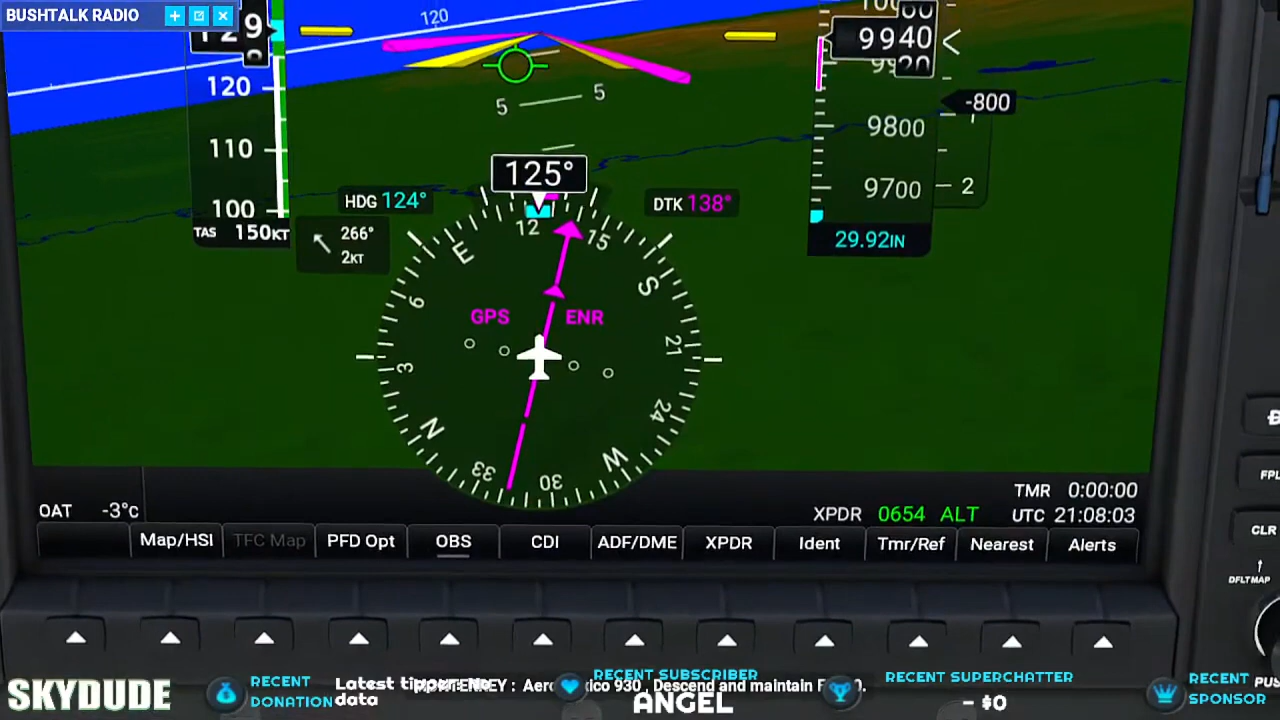 BUSHTALK RADIO
120
120
110
100
TAS 150KT
9940
9800
9700
-800
2
29.92IN
5 5
125°
HDG 124°
DTK 138°
266°
2KT
12 15 S 21 24 W 30 33 N 3 6 E
GPS ENR
OAT -3°C
TMR 0:00:00
XPDR 0654 ALT UTC 21:08:03
Map/HSI TFC Map PFD Opt OBS CDI ADF/DME XPDR Ident Tmr/Ref Nearest Alerts
FPL
CLR
DFLT MAP
SKYDUDE
RECENT DONATION
Latest
data
930 , Descend and maintain
RECENT SUBSCRIBER
ANGEL
RECENT SUPERCHATTER
- $0
RECENT SPONSOR
PUS